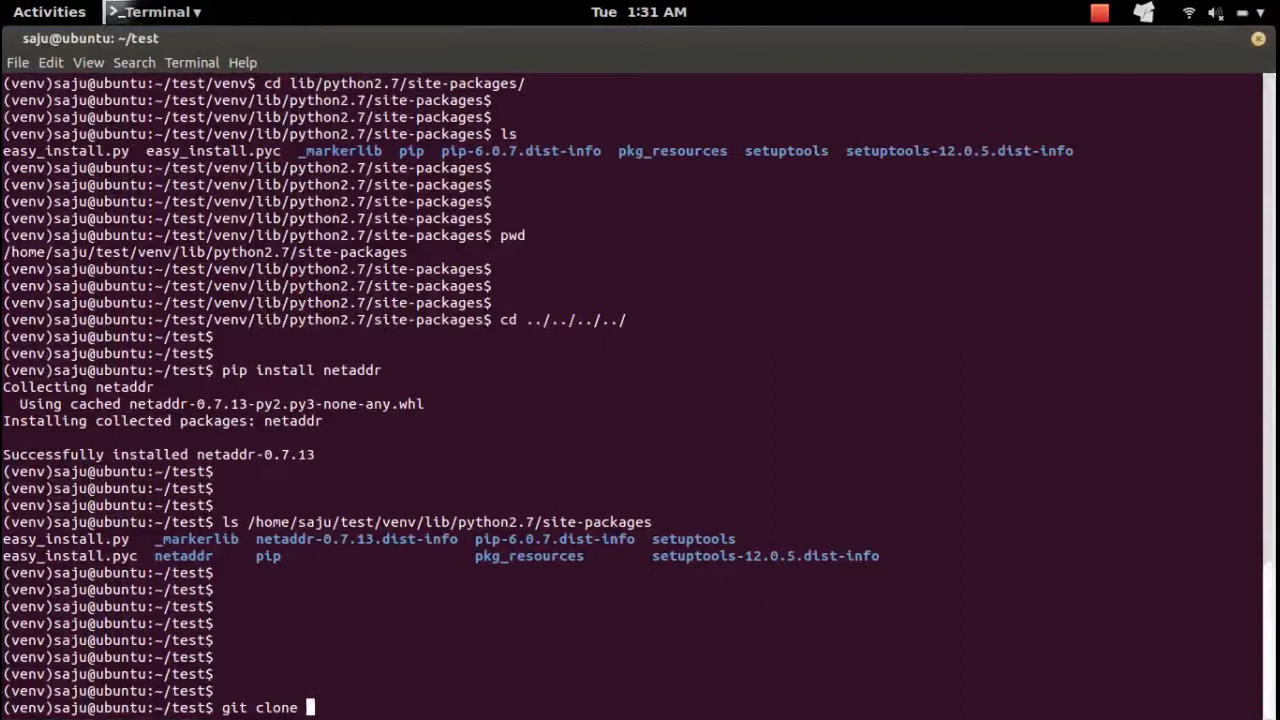 Activities >_Terminal ▾ Tue 1:31 AM
saju@ubuntu: ~/test
File Edit View Search Terminal Help
(venv)saju@ubuntu:~/test/venv$ cd lib/python2.7/site-packages/
(venv)saju@ubuntu:~/test/venv/lib/python2.7/site-packages$
(venv)saju@ubuntu:~/test/venv/lib/python2.7/site-packages$
(venv)saju@ubuntu:~/test/venv/lib/python2.7/site-packages$ ls
easy_install.py easy_install.pyc _markerlib pip pip-6.0.7.dist-info pkg_resources setuptools setuptools-12.0.5.dist-info
(venv)saju@ubuntu:~/test/venv/lib/python2.7/site-packages$
(venv)saju@ubuntu:~/test/venv/lib/python2.7/site-packages$
(venv)saju@ubuntu:~/test/venv/lib/python2.7/site-packages$
(venv)saju@ubuntu:~/test/venv/lib/python2.7/site-packages$
(venv)saju@ubuntu:~/test/venv/lib/python2.7/site-packages$ pwd
/home/saju/test/venv/lib/python2.7/site-packages
(venv)saju@ubuntu:~/test/venv/lib/python2.7/site-packages$
(venv)saju@ubuntu:~/test/venv/lib/python2.7/site-packages$
(venv)saju@ubuntu:~/test/venv/lib/python2.7/site-packages$
(venv)saju@ubuntu:~/test/venv/lib/python2.7/site-packages$ cd ../../../../
(venv)saju@ubuntu:~/test$
(venv)saju@ubuntu:~/test$
(venv)saju@ubuntu:~/test$ pip install netaddr
Collecting netaddr
Using cached netaddr-0.7.13-py2.py3-none-any.whl
Installing collected packages: netaddr
Successfully installed netaddr-0.7.13
(venv)saju@ubuntu:~/test$
(venv)saju@ubuntu:~/test$
(venv)saju@ubuntu:~/test$
(venv)saju@ubuntu:~/test$ ls /home/saju/test/venv/lib/python2.7/site-packages
easy_install.py _markerlib netaddr-0.7.13.dist-info pip-6.0.7.dist-info setuptools
easy_install.pyc netaddr pip pkg_resources setuptools-12.0.5.dist-info
(venv)saju@ubuntu:~/test$
(venv)saju@ubuntu:~/test$
(venv)saju@ubuntu:~/test$
(venv)saju@ubuntu:~/test$
(venv)saju@ubuntu:~/test$
(venv)saju@ubuntu:~/test$
(venv)saju@ubuntu:~/test$
(venv)saju@ubuntu:~/test$
(venv)saju@ubuntu:~/test$ git clone